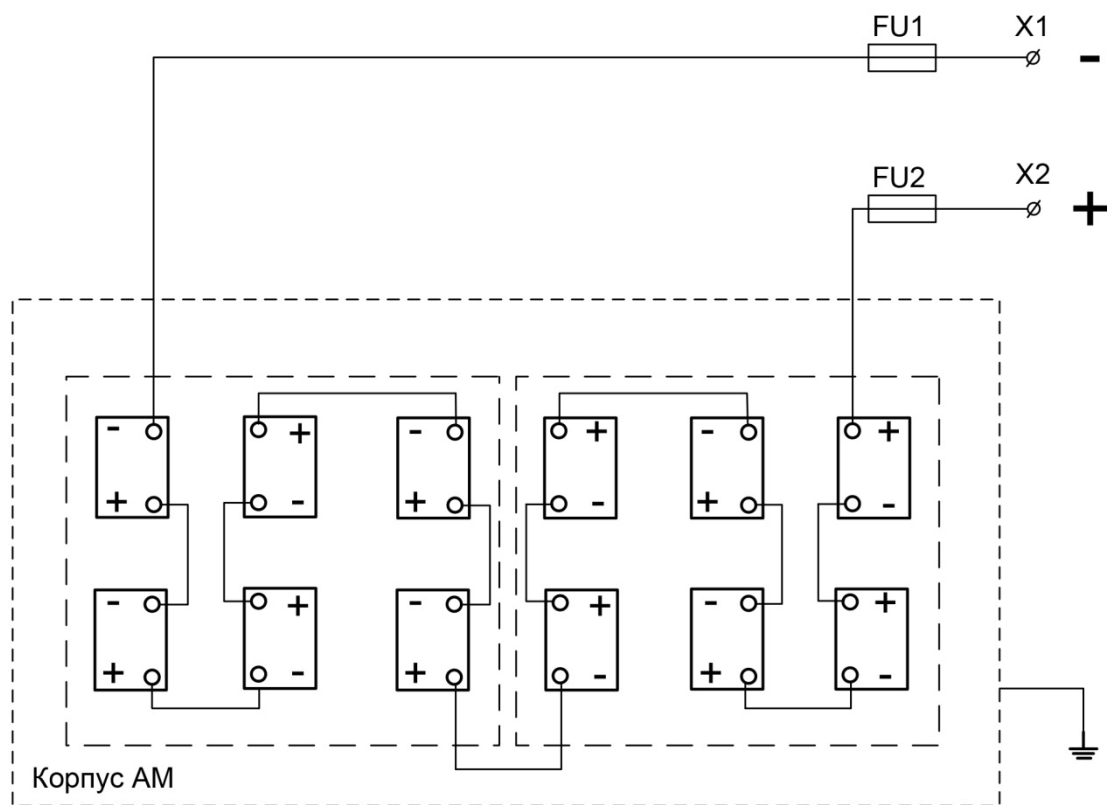 FU1 X1 -
FU2 X2 +
- + - + - +
+ - + - + -
- + - + - +
+ - + - + -
Корпус АМ